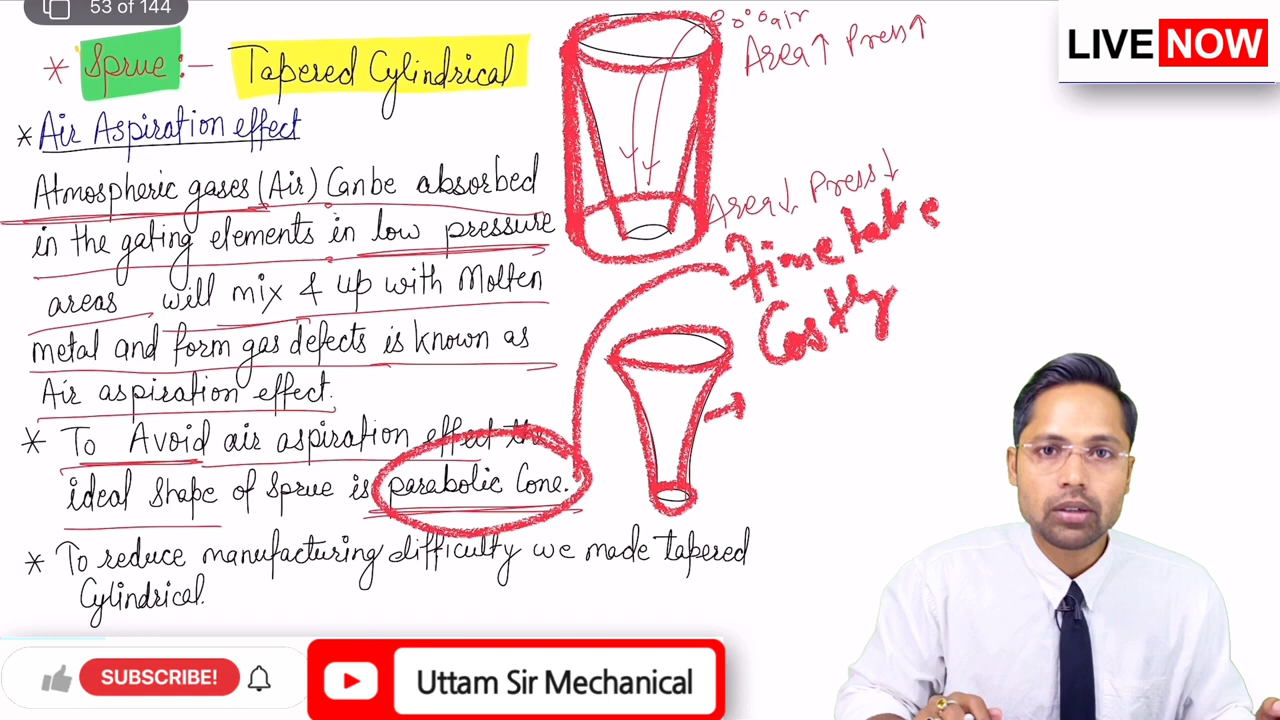 53 of 144
LIVE NOW
* Sprue:- Tapered Cylindrical
air
Area↑ Press↑
* Air Aspiration effect
Atmospheric gases (Air) Can be absorbed
in the gating elements in low pressure
areas will mix & up with Molten
metal and form gas defects is known as
Air aspiration effect.
Area↓ Press↓
Time take
Costly
* To Avoid air aspiration effect the
ideal shape of Sprue is parabolic Cone.
* To reduce manufacturing difficulty we made tapered
Cylindrical.
SUBSCRIBE!
Uttam Sir Mechanical